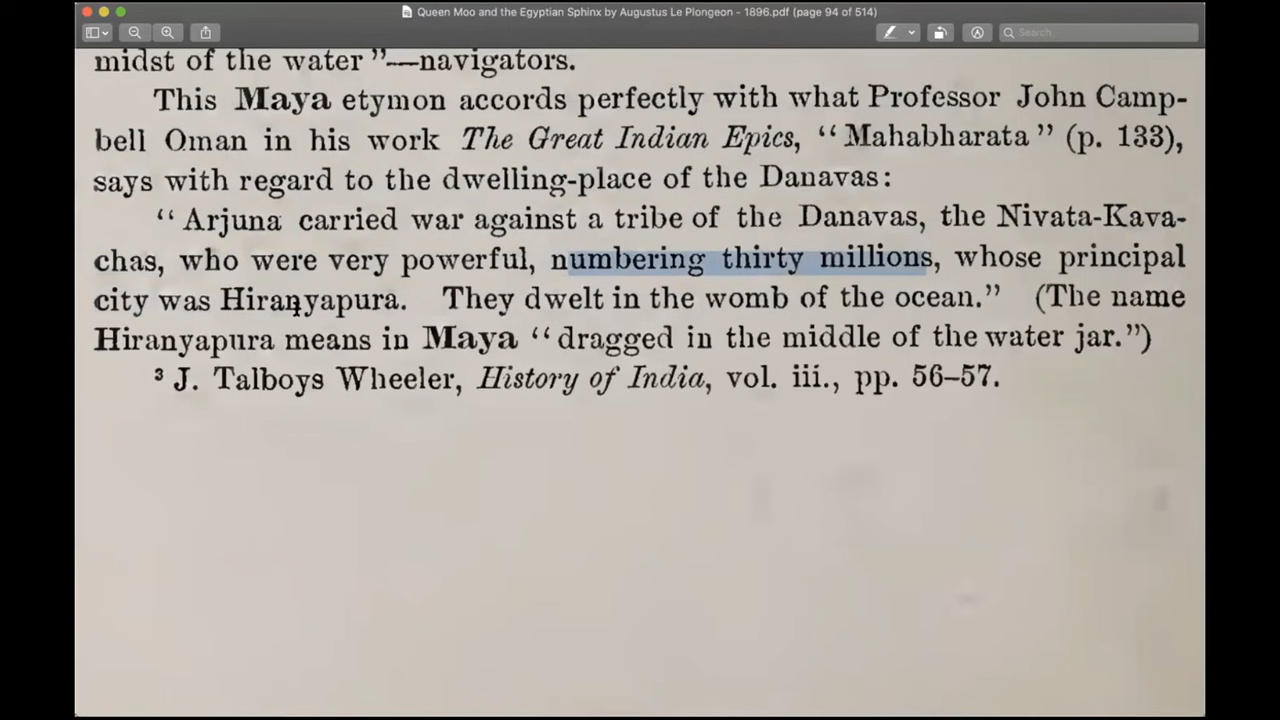 Queen Moo and the Egyptian Sphinx by Augustus Le Plongeon - 1896.pdf (page 94 of 514)
Search
midst of the water”—navigators.
This Maya etymon accords perfectly with what Professor John Camp-
bell Oman in his work The Great Indian Epics, “Mahabharata” (p. 133),
says with regard to the dwelling-place of the Danavas:
“Arjuna carried war against a tribe of the Danavas, the Nivata-Kava-
chas, who were very powerful, numbering thirty millions, whose principal
city was Hiranyapura. They dwelt in the womb of the ocean.” (The name
Hiranyapura means in Maya “dragged in the middle of the water jar.”)
³ J. Talboys Wheeler, History of India, vol. iii., pp. 56–57.